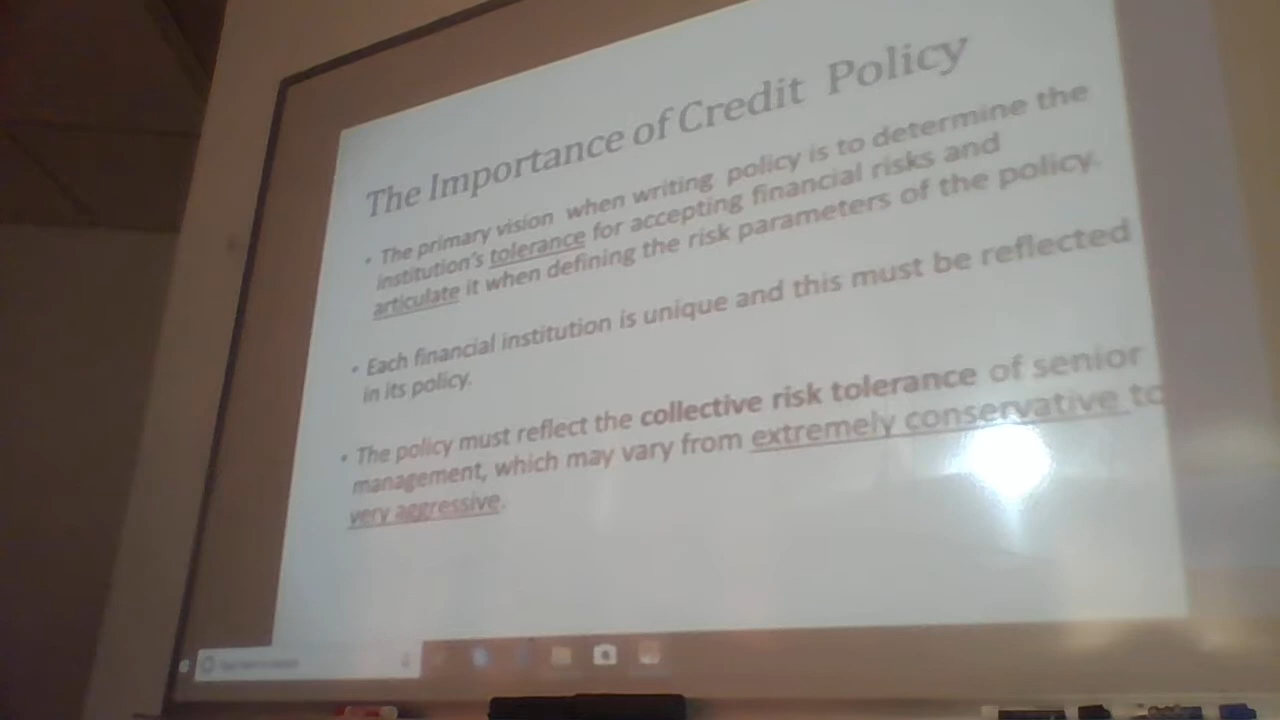 The Importance of Credit Policy
• The primary vision when writing policy is to determine the
institution's tolerance for accepting financial risks and
articulate it when defining the risk parameters of the policy.
• Each financial institution is unique and this must be reflected
in its policy.
• The policy must reflect the collective risk tolerance of senior
management, which may vary from extremely conservative to
very aggressive.